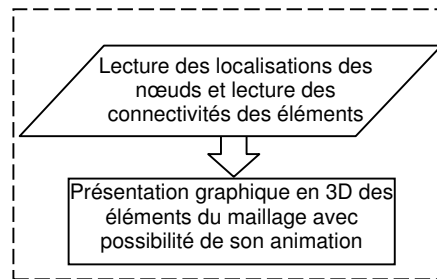 Lecture des localisations des
nœuds et lecture des
connectivités des éléments
Présentation graphique en 3D des
éléments du maillage avec
possibilité de son animation